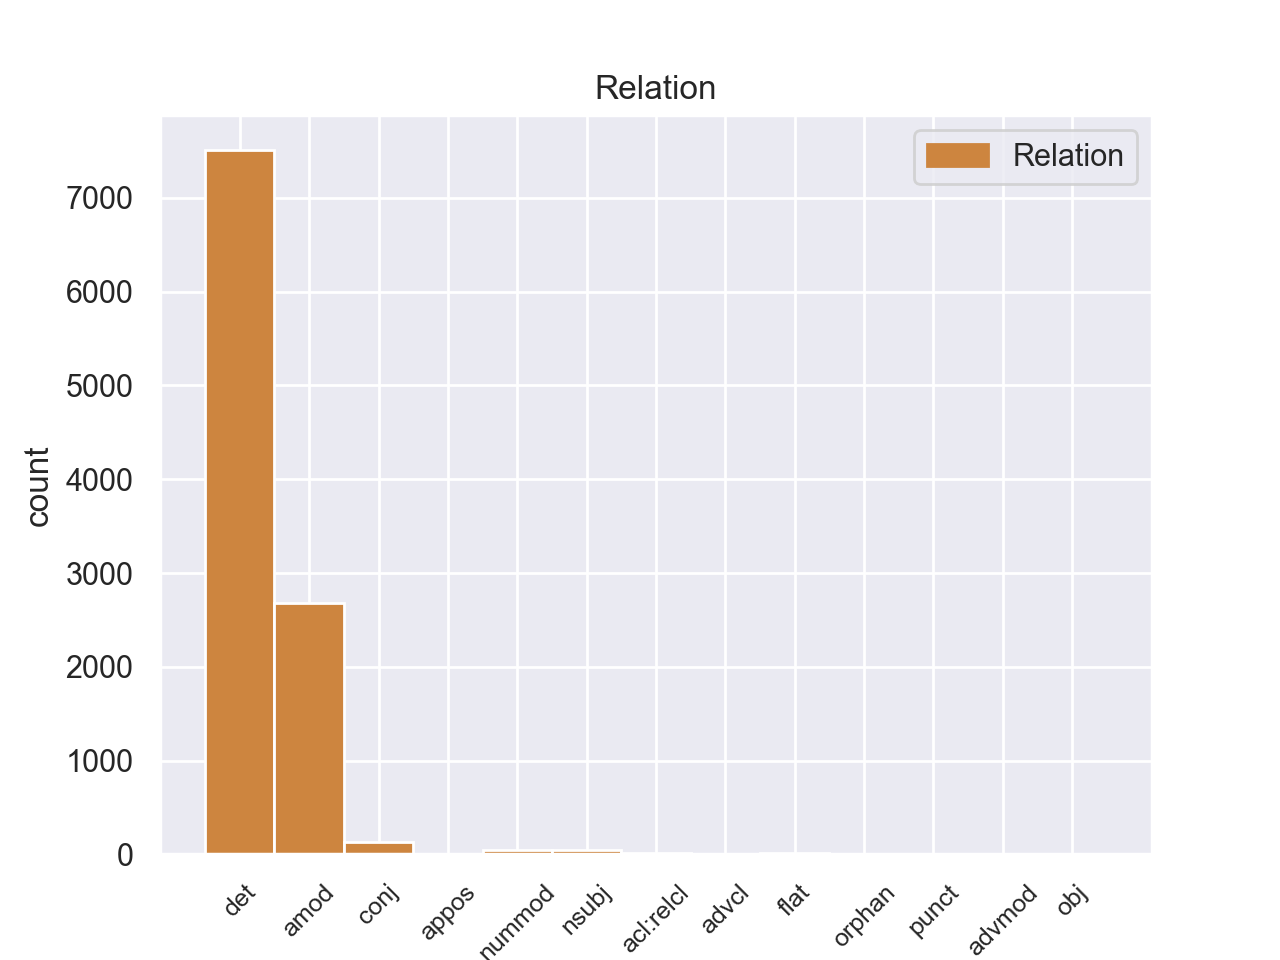 Relation
Relation
7000
6000
5000
4000
3000
2000
1000
0
count
det
amod
conj
appos
nummod
nsubj
acl:relcl
advcl
flat
orphan
punct
advmod
obj